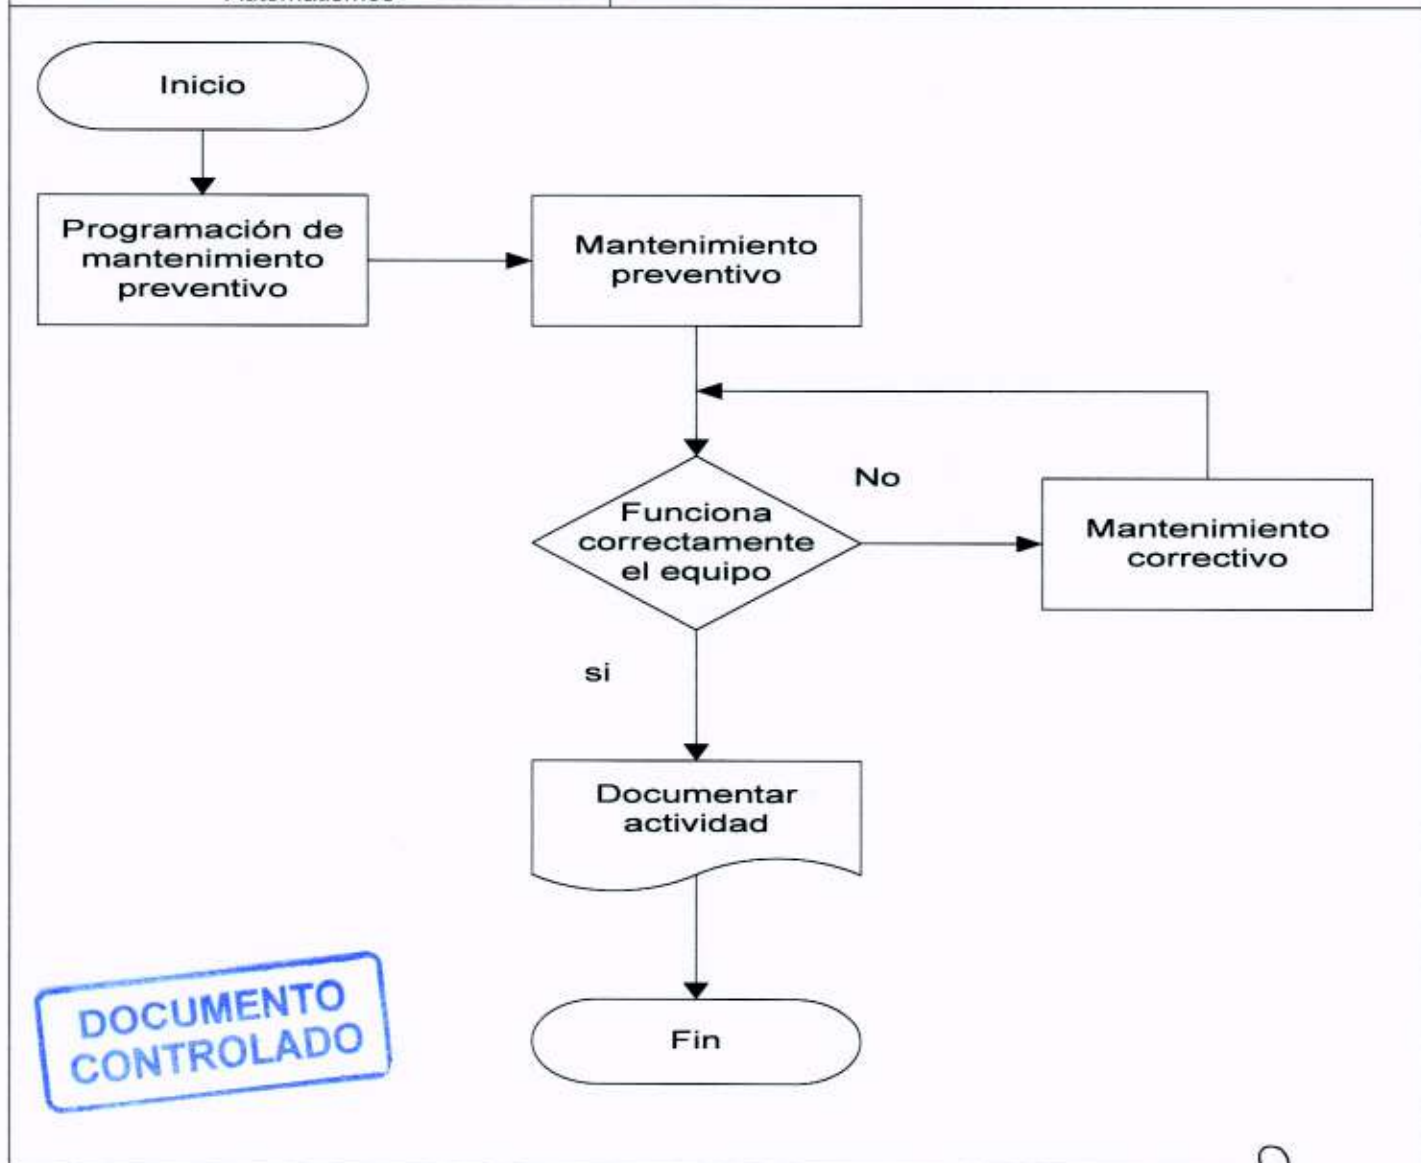 Inicio
Programación de
mantenimiento
preventivo
Mantenimiento
preventivo
No
Funciona
correctamente
el equipo
Mantenimiento
correctivo
si
Documentar
actividad
DOCUMENTO
CONTROLADO
Fin